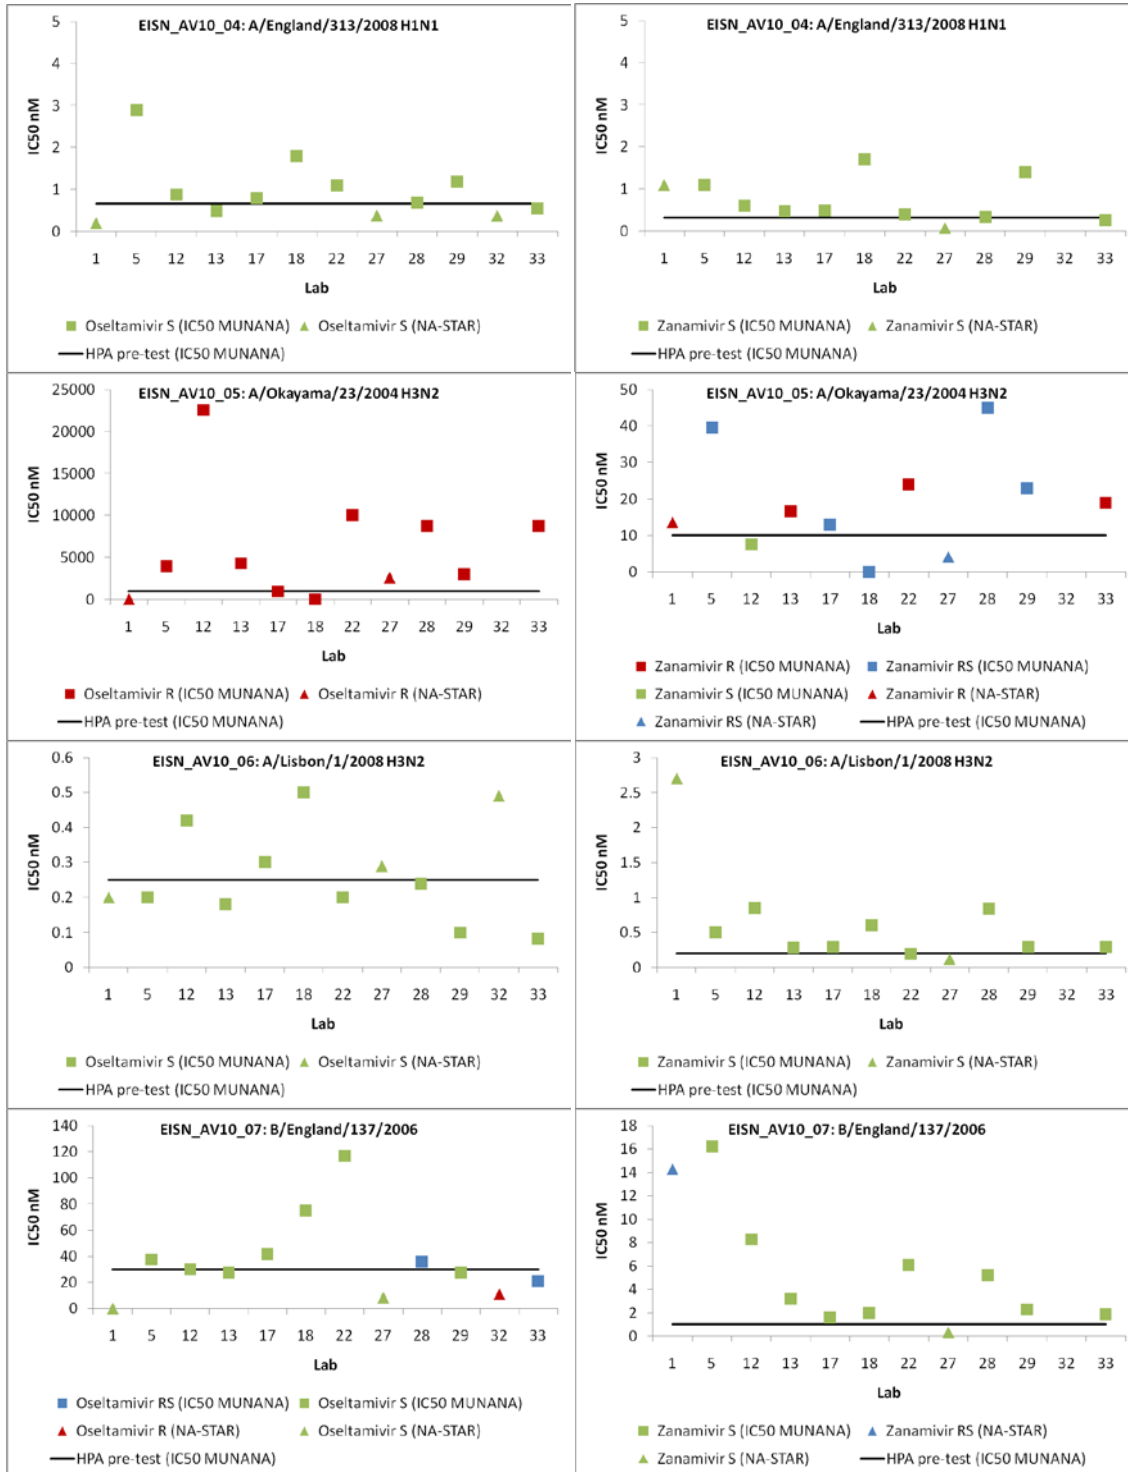 EISN_AV10_04: A/England/313/2008 H1N1
IC50 nM
5
4
3
2
1
0
1 5 12 13 17 18 22 27 28 29 32 33
Lab
Oseltamivir S (IC50 MUNANA) Oseltamivir S (NA-STAR)
HPA pre-test (IC50 MUNANA)
EISN_AV10_04: A/England/313/2008 H1N1
IC50 nM
5
4
3
2
1
0
1 5 12 13 17 18 22 27 28 29 32 33
Lab
Zanamivir S (IC50 MUNANA) Zanamivir S (NA-STAR)
HPA pre-test (IC50 MUNANA)
EISN_AV10_05: A/Okayama/23/2004 H3N2
IC50 nM
25000
20000
15000
10000
5000
0
1 5 12 13 17 18 22 27 28 29 32 33
Lab
Oseltamivir R (IC50 MUNANA) Oseltamivir R (NA-STAR)
HPA pre-test (IC50 MUNANA)
EISN_AV10_05: A/Okayama/23/2004 H3N2
IC50 nM
50
40
30
20
10
0
1 5 12 13 17 18 22 27 28 29 32 33
Lab
Zanamivir R (IC50 MUNANA) Zanamivir RS (IC50 MUNANA)
Zanamivir S (IC50 MUNANA) Zanamivir R (NA-STAR)
Zanamivir RS (NA-STAR) HPA pre-test (IC50 MUNANA)
EISN_AV10_06: A/Lisbon/1/2008 H3N2
IC50 nM
0.6
0.5
0.4
0.3
0.2
0.1
0
1 5 12 13 17 18 22 27 28 29 32 33
Lab
Oseltamivir S (IC50 MUNANA) Oseltamivir S (NA-STAR)
HPA pre-test (IC50 MUNANA)
EISN_AV10_06: A/Lisbon/1/2008 H3N2
IC50 nM
3
2.5
2
1.5
1
0.5
0
1 5 12 13 17 18 22 27 28 29 32 33
Lab
Zanamivir S (IC50 MUNANA) Zanamivir S (NA-STAR)
HPA pre-test (IC50 MUNANA)
EISN_AV10_07: B/England/137/2006
IC50 nM
140
120
100
80
60
40
20
0
1 5 12 13 17 18 22 27 28 29 32 33
Lab
Oseltamivir RS (IC50 MUNANA) Oseltamivir S (IC50 MUNANA)
Oseltamivir R (NA-STAR) Oseltamivir S (NA-STAR)
HPA pre-test (IC50 MUNANA)
EISN_AV10_07: B/England/137/2006
IC50 nM
18
16
14
12
10
8
6
4
2
0
1 5 12 13 17 18 22 27 28 29 32 33
Lab
Zanamivir S (IC50 MUNANA) Zanamivir RS (NA-STAR)
Zanamivir S (NA-STAR) HPA pre-test (IC50 MUNANA)